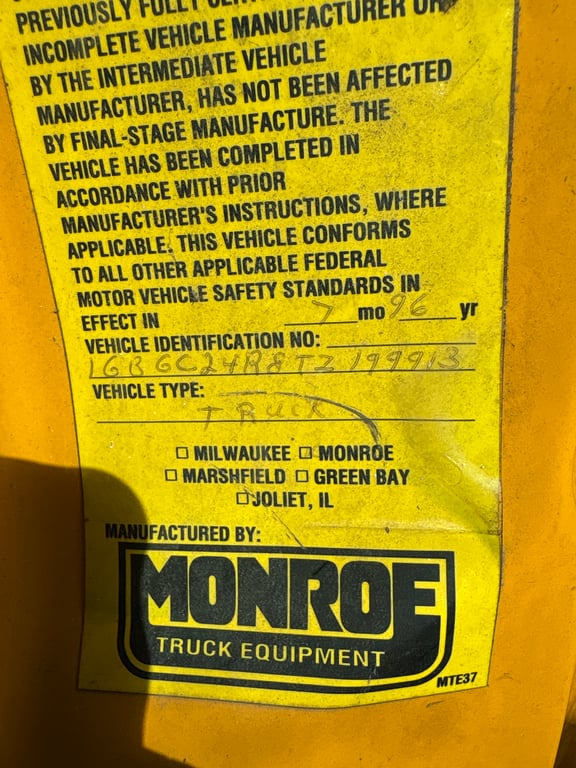 PREVIOUSLY FULLY
INCOMPLETE VEHICLE MANUFACTURER OR
BY THE INTERMEDIATE VEHICLE
MANUFACTURER, HAS NOT BEEN AFFECTED
BY FINAL-STAGE MANUFACTURE. THE
VEHICLE HAS BEEN COMPLETED IN
ACCORDANCE WITH PRIOR
MANUFACTURER'S INSTRUCTIONS, WHERE
APPLICABLE. THIS VEHICLE CONFORMS
TO ALL OTHER APPLICABLE FEDERAL
MOTOR VEHICLE SAFETY STANDARDS IN
EFFECT IN 7 mo 96 yr
VEHICLE IDENTIFICATION NO:
1GBGC24R8TZ199913
VEHICLE TYPE:
TRUCK
☐ MILWAUKEE ☐ MONROE
☐ MARSHFIELD ☐ GREEN BAY
☐ JOLIET, IL
MANUFACTURED BY:
MONROE
TRUCK EQUIPMENT
MTE37